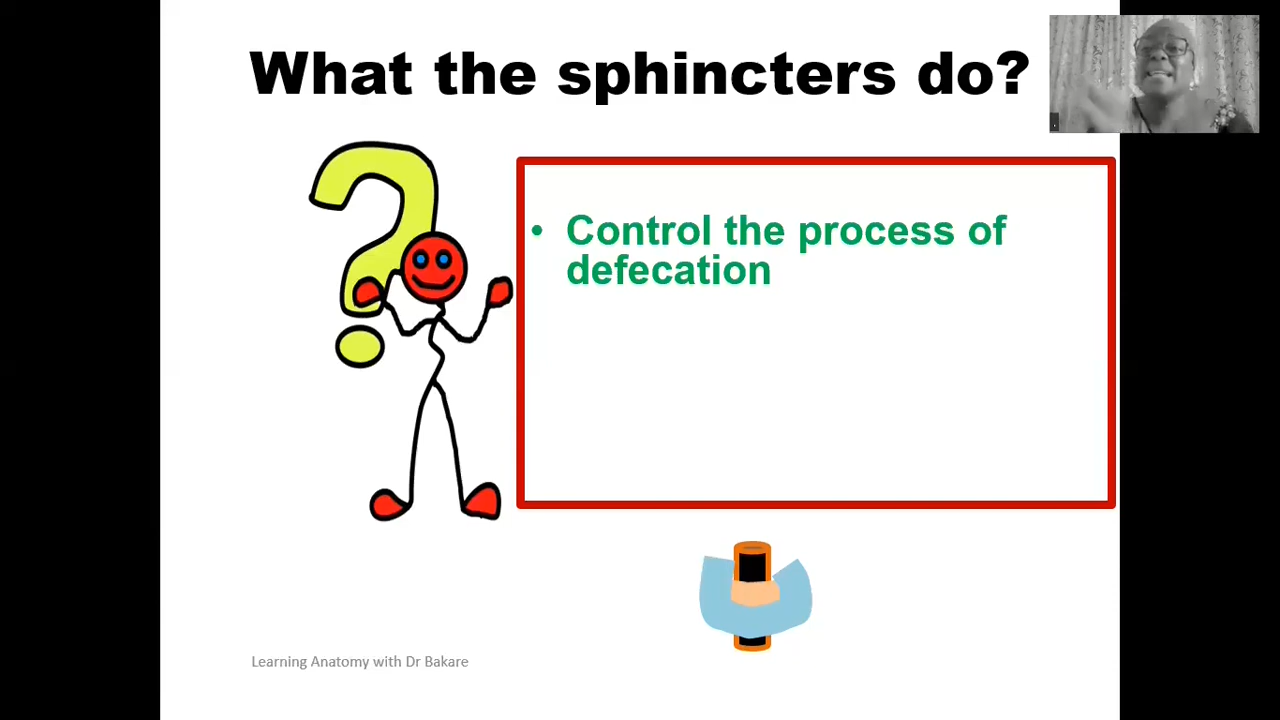 What the sphincters do?
• Control the process of
defecation
Learning Anatomy with Dr Bakare